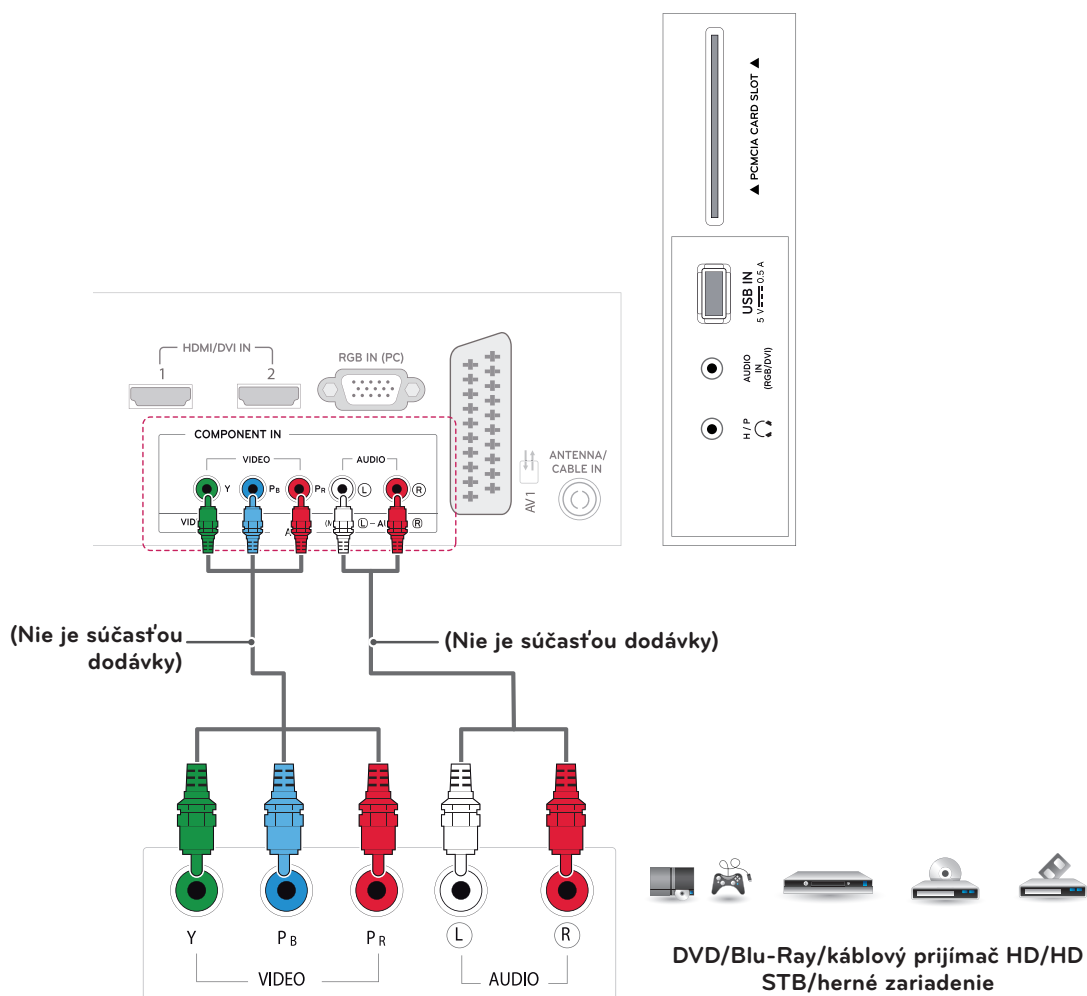 ▲ PCMCIA CARD SLOT ▲
USB IN
5 V 0.5 A
AUDIO
IN
(RGB/DVI)
H / P
HDMI/DVI IN
1 2
RGB IN (PC)
COMPONENT IN
VIDEO AUDIO
Y PB PR L R
VID (M L - AU R
AV1
ANTENNA/
CABLE IN
(Nie je súčasťou
dodávky)
(Nie je súčasťou dodávky)
Y PB PR L R
VIDEO AUDIO
DVD/Blu-Ray/káblový prijímač HD/HD
STB/herné zariadenie